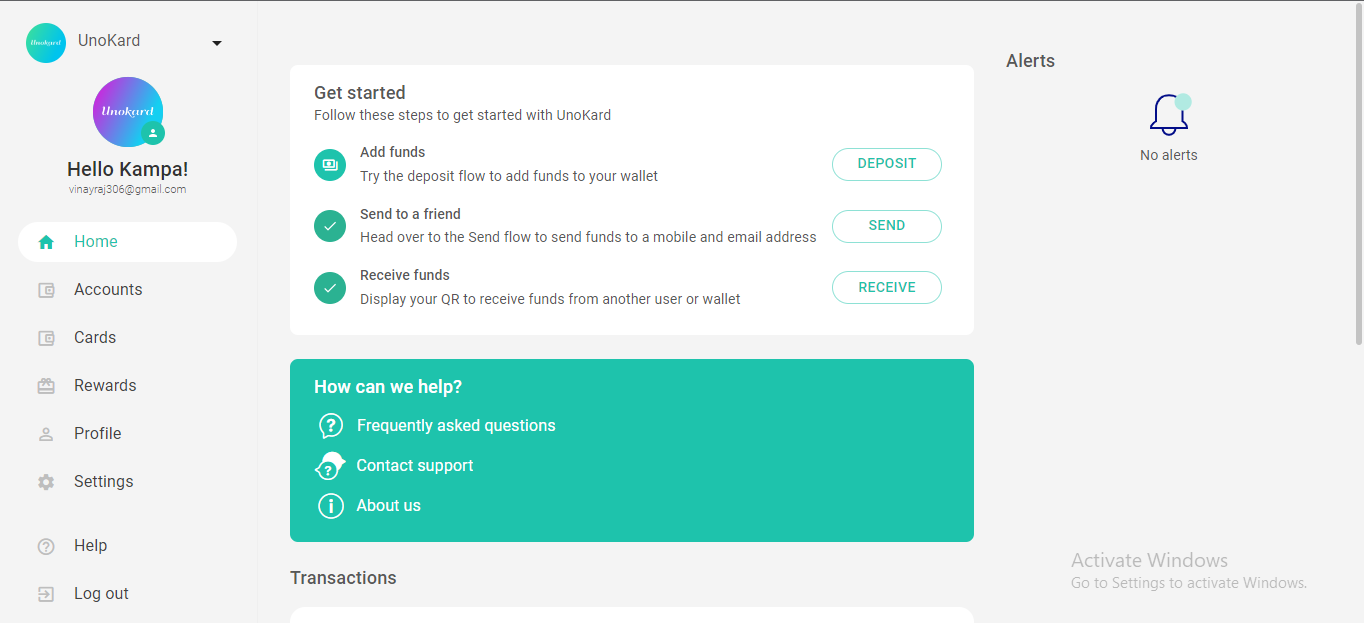 Unokard
UnoKard
Unokard
Hello Kampa!
vinayraj306@gmail.com
Home
Accounts
Cards
Rewards
Profile
Settings
Help
Log out
Get started
Follow these steps to get started with UnoKard
Add funds
Try the deposit flow to add funds to your wallet
DEPOSIT
Send to a friend
Head over to the Send flow to send funds to a mobile and email address
SEND
Receive funds
Display your QR to receive funds from another user or wallet
RECEIVE
How can we help?
Frequently asked questions
Contact support
About us
Transactions
Alerts
No alerts
Activate Windows
Go to Settings to activate Windows.